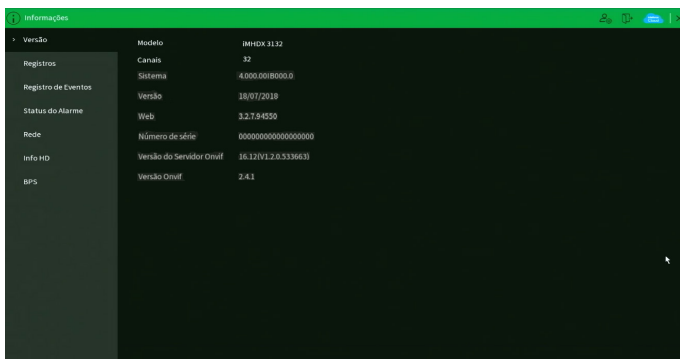 Informações
Versão
Registros
Registro de Eventos
Status do Alarme
Rede
Info HD
BPS
Modelo iMHDX 3132
Canais 32
Sistema 4.000.00IB000.0
Versão 18/07/2018
Web 3.2.7.94550
Número de série 000000000000000000
Versão do Servidor Onvif 16.12(V1.2.0.533663)
Versão Onvif 2.4.1